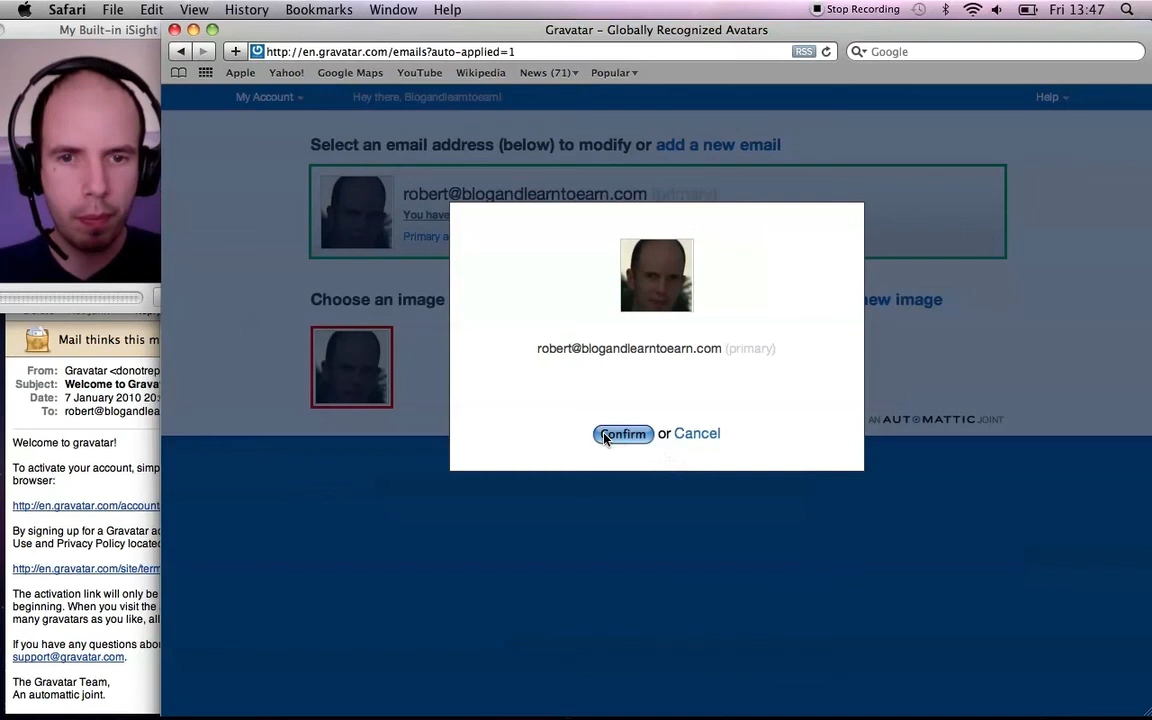 Safari File Edit View History Bookmarks Window Help
Stop Recording Fri 13:47
My Built-in iSight
Gravatar – Globally Recognized Avatars
http://en.gravatar.com/emails?auto-applied=1
RSS
Google
Apple Yahoo! Google Maps YouTube Wikipedia News (71) Popular
My Account Hey there, Blogandlearntoearn! Help
Select an email address (below) to modify or add a new email
robert@blogandlearntoearn.com (primary)
You have
Primary a
Choose an image
new image
robert@blogandlearntoearn.com (primary)
Confirm or Cancel
AN AUTOMATTIC JOINT
Mail thinks this m
From: Gravatar <donotrep
Subject: Welcome to Grava
Date: 7 January 2010 20:
To: robert@blogandlea
Welcome to gravatar!
To activate your account, simp
browser:
http://en.gravatar.com/account
By signing up for a Gravatar ac
Use and Privacy Policy located
http://en.gravatar.com/site/term
The activation link will only be
beginning. When you visit the
many gravatars as you like, all
If you have any questions abou
support@gravatar.com.
The Gravatar Team,
An automattic joint.